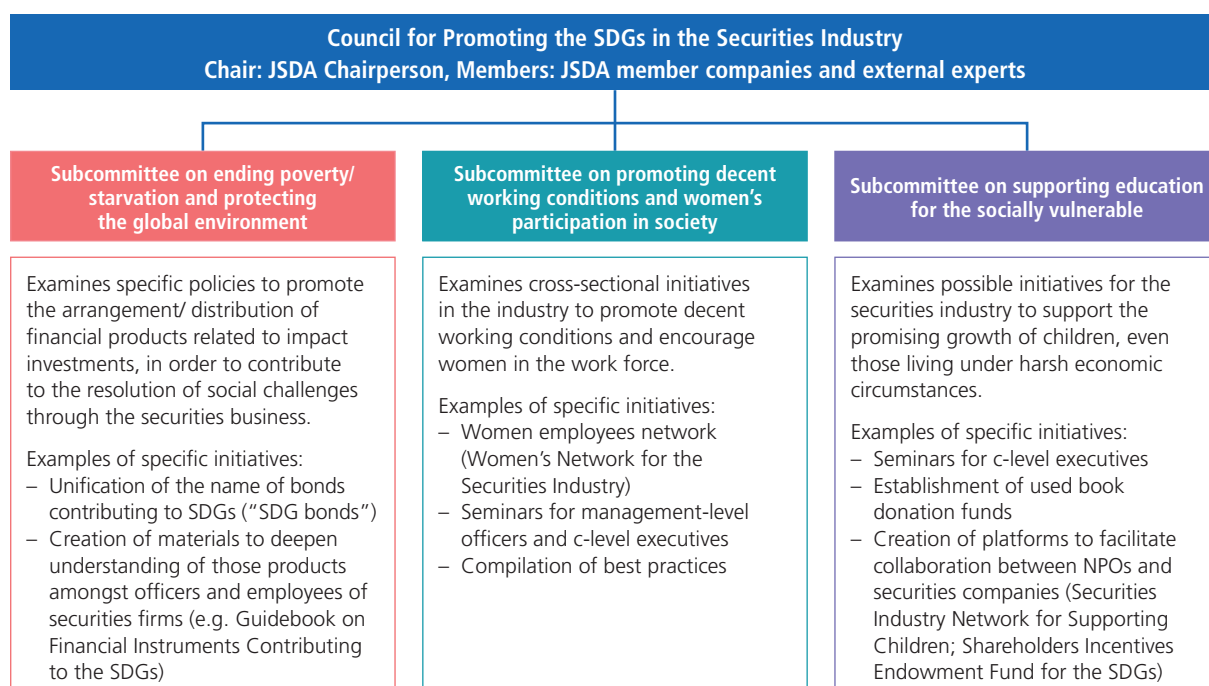 Council for Promoting the SDGs in the Securities Industry
Chair: JSDA Chairperson, Members: JSDA member companies and external experts
Subcommittee on ending poverty/
starvation and protecting
the global environment
Examines specific policies to promote
the arrangement/ distribution of
financial products related to impact
investments, in order to contribute
to the resolution of social challenges
through the securities business.
Examples of specific initiatives:
– Unification of the name of bonds
contributing to SDGs (“SDG bonds”)
– Creation of materials to deepen
understanding of those products
amongst officers and employees of
securities firms (e.g. Guidebook on
Financial Instruments Contributing
to the SDGs)
Subcommittee on promoting decent
working conditions and women’s
participation in society
Examines cross-sectional initiatives
in the industry to promote decent
working conditions and encourage
women in the work force.
Examples of specific initiatives:
– Women employees network
(Women’s Network for the
Securities Industry)
– Seminars for management-level
officers and c-level executives
– Compilation of best practices
Subcommittee on supporting education
for the socially vulnerable
Examines possible initiatives for the
securities industry to support the
promising growth of children, even
those living under harsh economic
circumstances.
Examples of specific initiatives:
– Seminars for c-level executives
– Establishment of used book
donation funds
– Creation of platforms to facilitate
collaboration between NPOs and
securities companies (Securities
Industry Network for Supporting
Children; Shareholders Incentives
Endowment Fund for the SDGs)